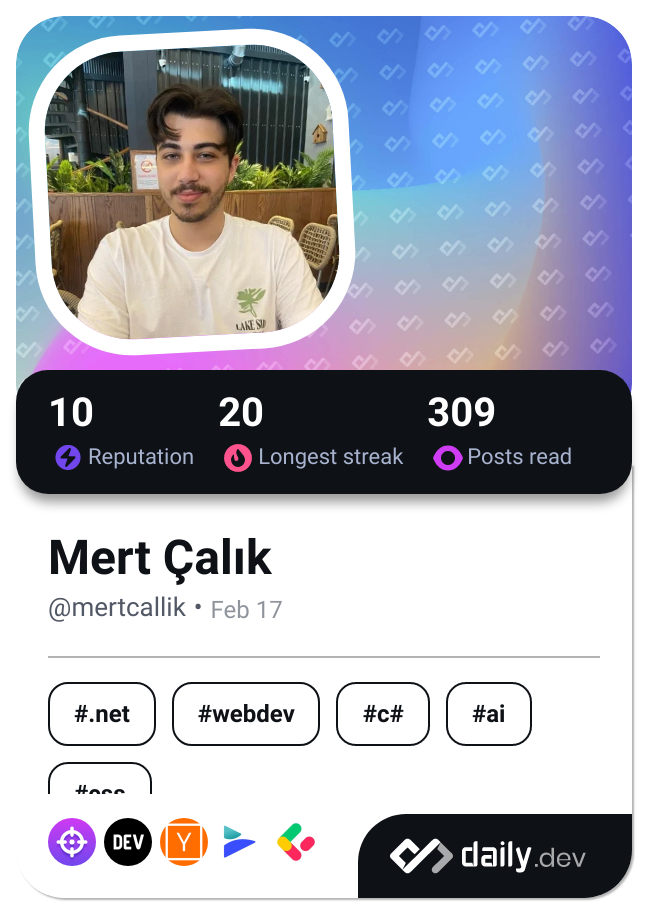 LAKE
10
20
309
Reputation
Longest streak
Posts read
Mert Çalık
@mertcallik • Feb 17
#.net
#webdev
#c#
#ai
#css
DEV
Y
daily.dev